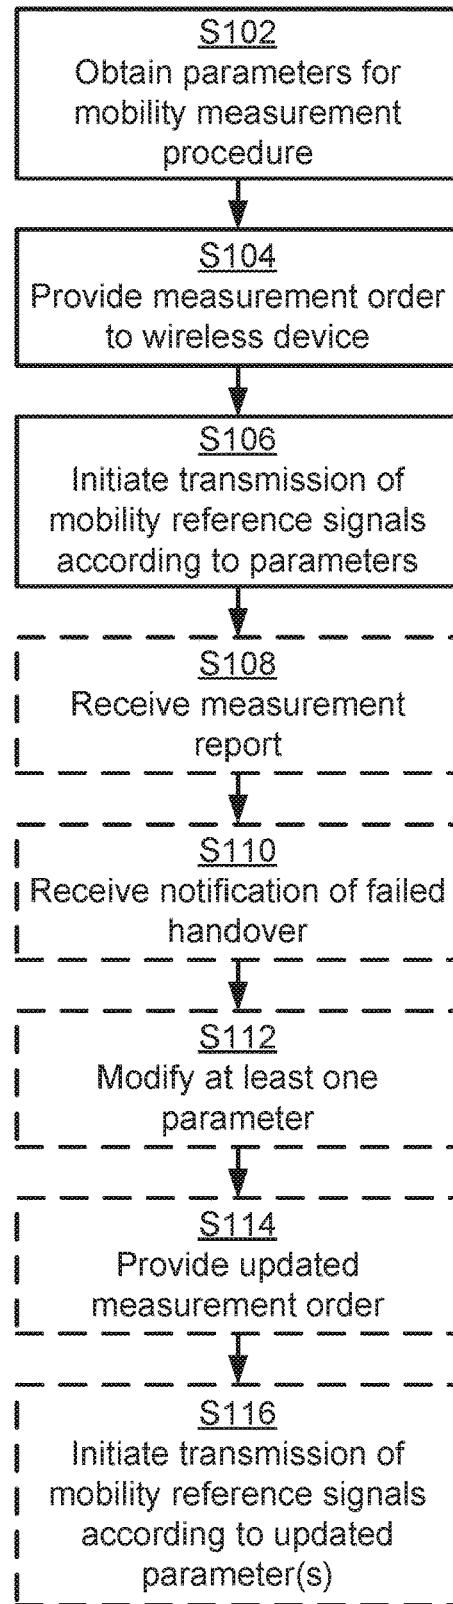 S102
Obtain parameters for
mobility measurement
procedure
S104
Provide measurement order
to wireless device
S106
Initiate transmission of
mobility reference signals
according to parameters
S108
Receive measurement
report
S110
Receive notification of failed
handover
S112
Modify at least one
parameter
S114
Provide updated
measurement order
S116
Initiate transmission of
mobility reference signals
according to updated
parameter(s)